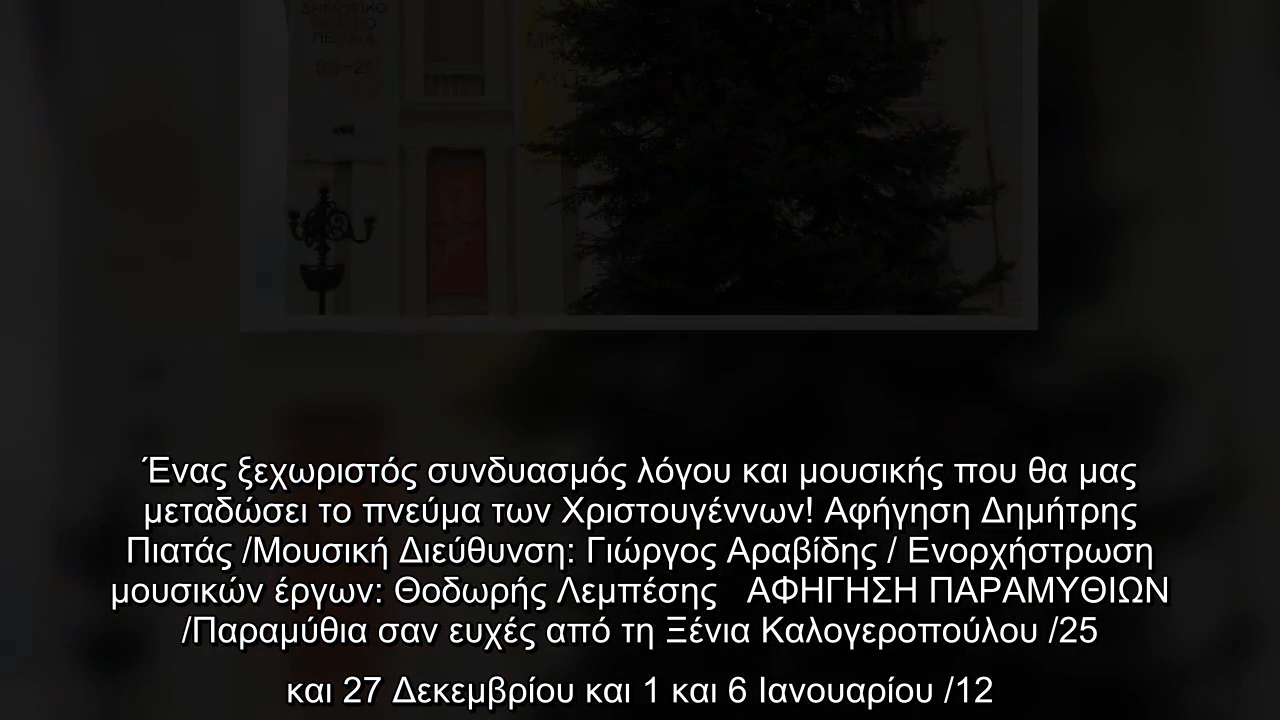 ΔΗΜΟΤΙΚΟ
Ένας ξεχωριστός συνδυασμός λόγου και μουσικής που θα μας
μεταδώσει το πνεύμα των Χριστουγέννων! Αφήγηση Δημήτρης
Πιατάς /Μουσική Διεύθυνση: Γιώργος Αραβίδης / Ενορχήστρωση
μουσικών έργων: Θοδωρής Λεμπέσης   ΑΦΗΓΗΣΗ ΠΑΡΑΜΥΘΙΩΝ
/Παραμύθια σαν ευχές από τη Ξένια Καλογεροπούλου /25
και 27 Δεκεμβρίου και 1 και 6 Ιανουαρίου /12